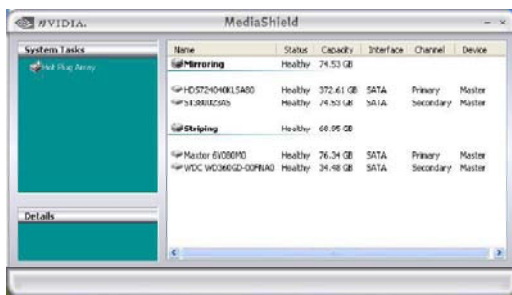 NVIDIA. MediaShield
System Tasks
Hot Plug Array
Details
Name Status Capacity Interface Channel Device
Mirroring Healthy 74.53 GB
HDS724040KLSA80 Healthy 372.61 GB SATA Primary Master
ST380023AS Healthy 74.53 GB SATA Secondary Master
Striping Healthy 68.95 GB
Maxtor 6V080M0 Healthy 76.34 GB SATA Primary Master
WDC WD360GD-00FNA0 Healthy 34.48 GB SATA Secondary Master